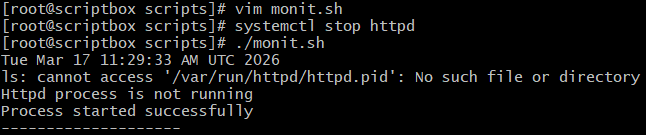 [root@scriptbox scripts]# vim monit.sh
[root@scriptbox scripts]# systemctl stop httpd
[root@scriptbox scripts]# ./monit.sh
Tue Mar 17 11:29:33 AM UTC 2026
ls: cannot access '/var/run/httpd/httpd.pid': No such file or directory
Httpd process is not running
Process started successfully
--------------------